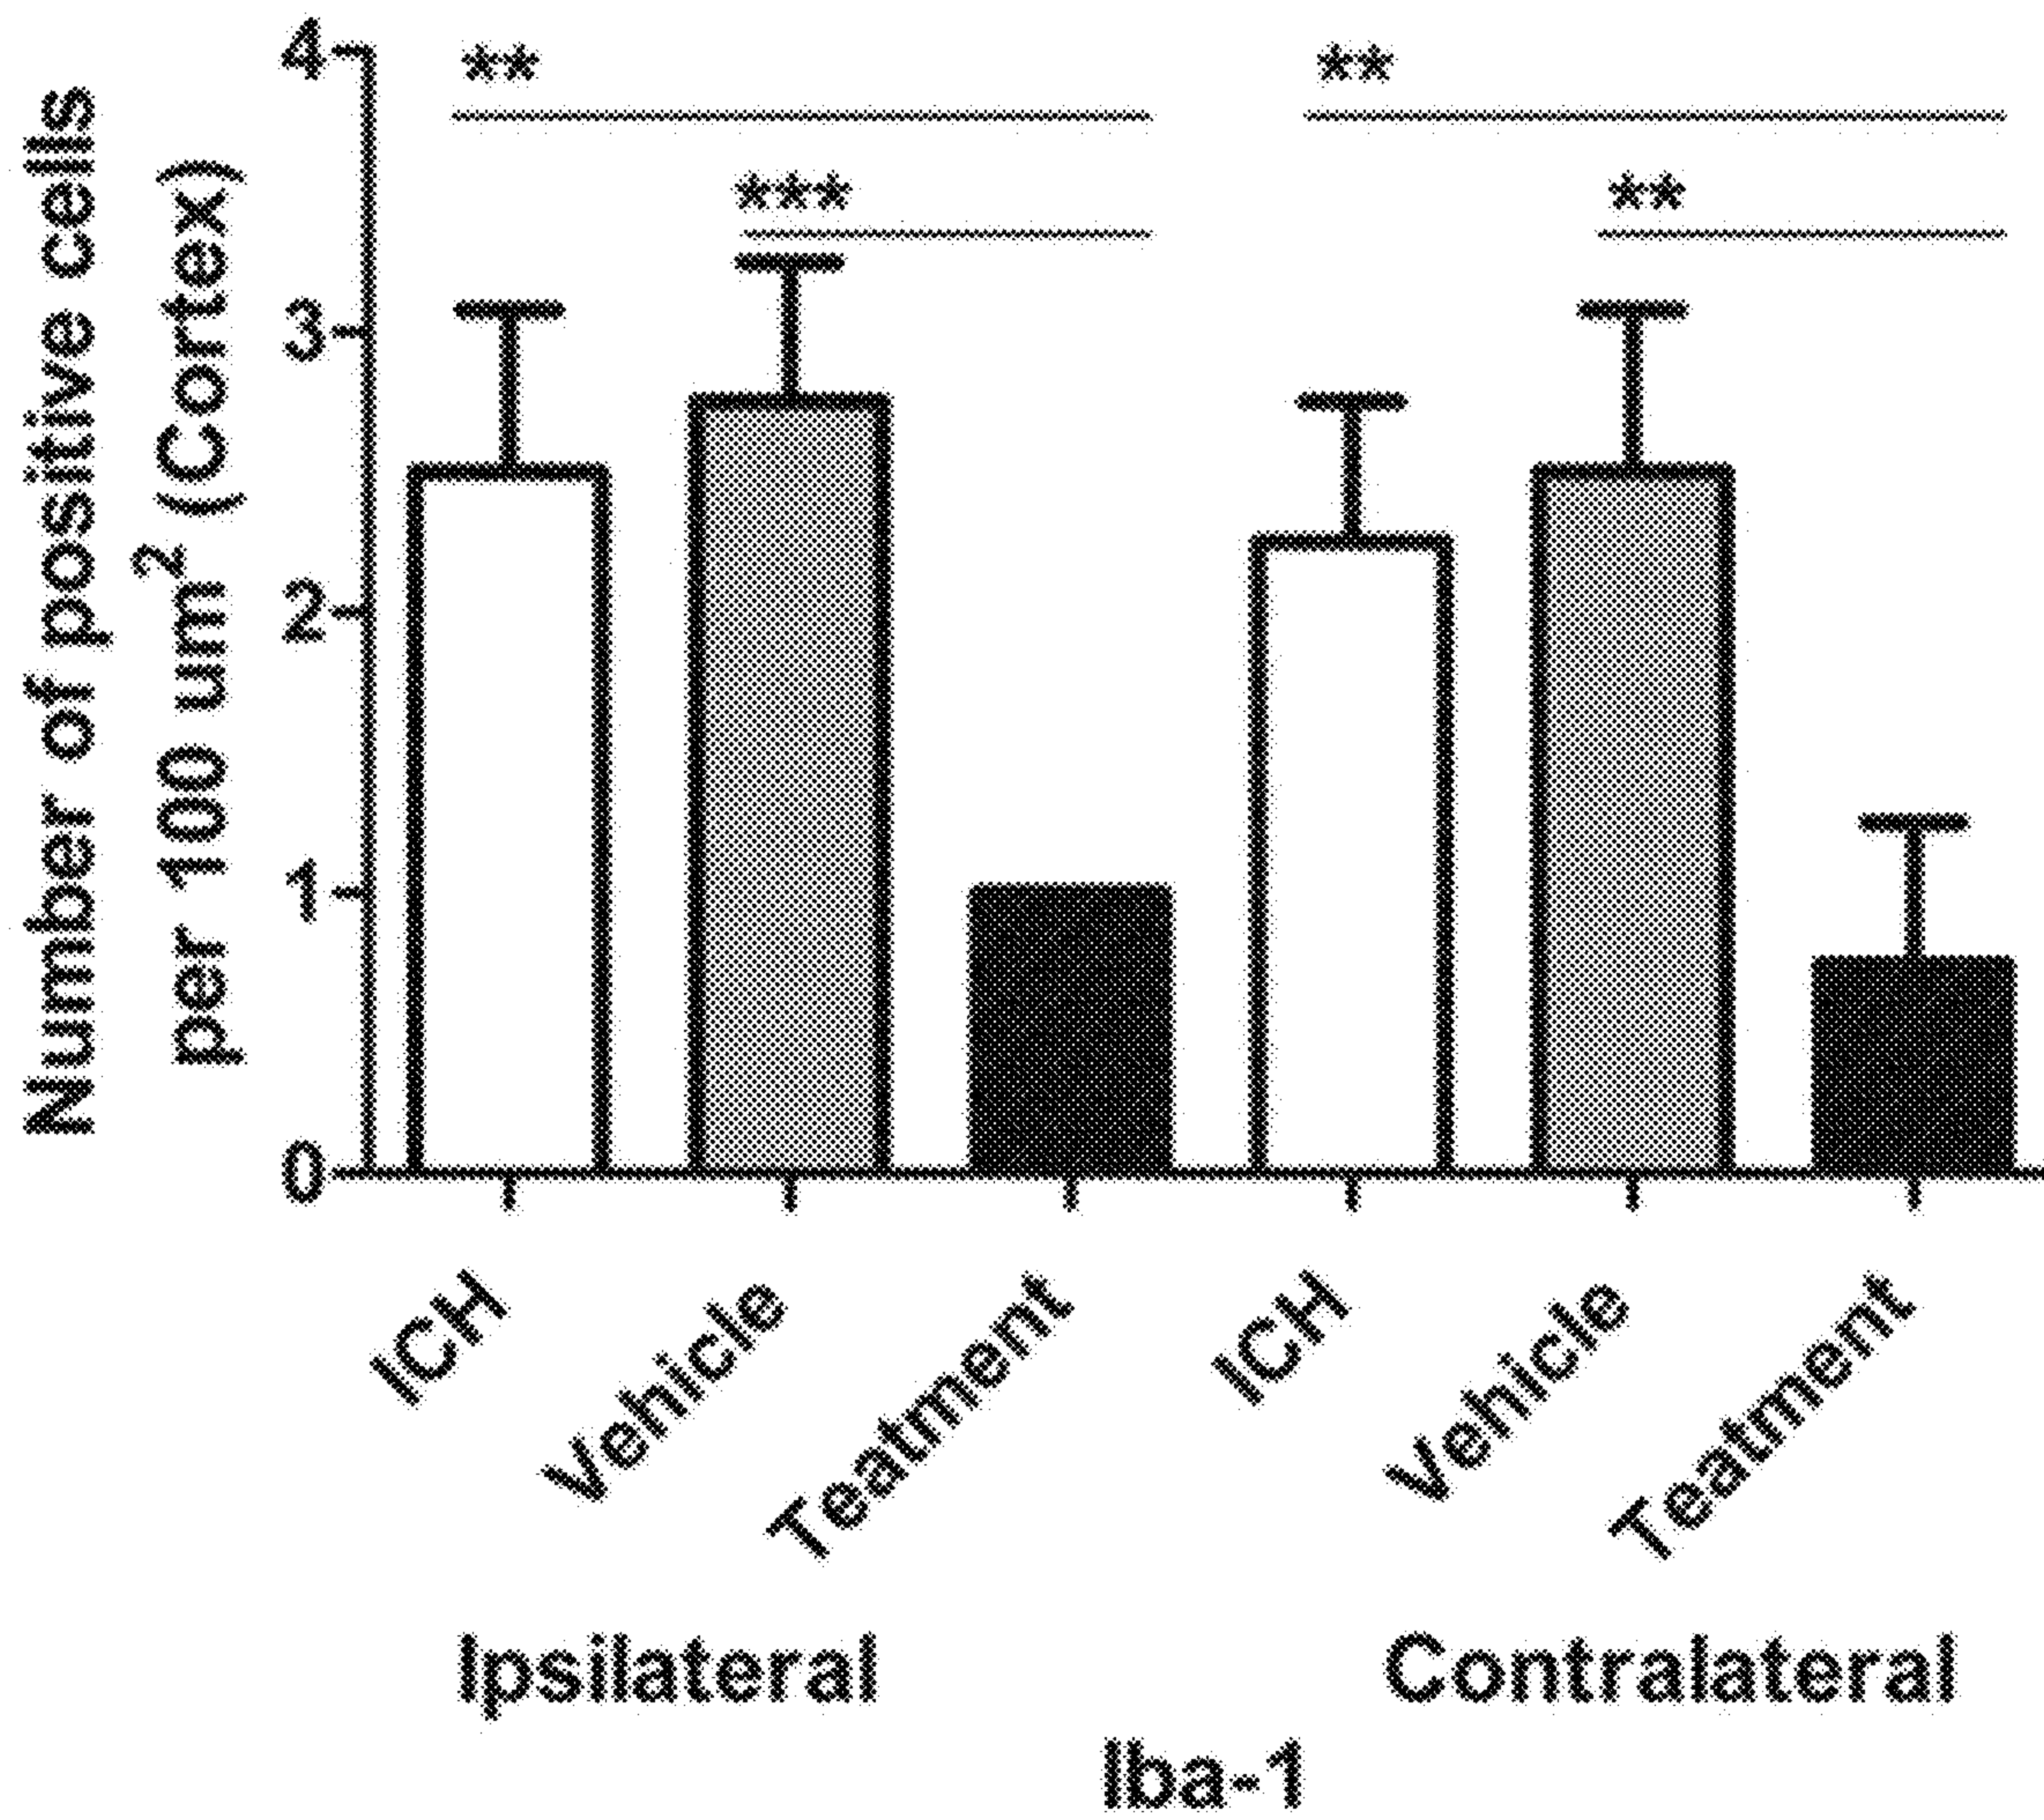 Number of positive cells
per 100 um² (Cortex)
4
3
2
1
0
**
**
***
**
ICH
Vehicle
Teatment
ICH
Vehicle
Teatment
Ipsilateral
Contralateral
Iba-1